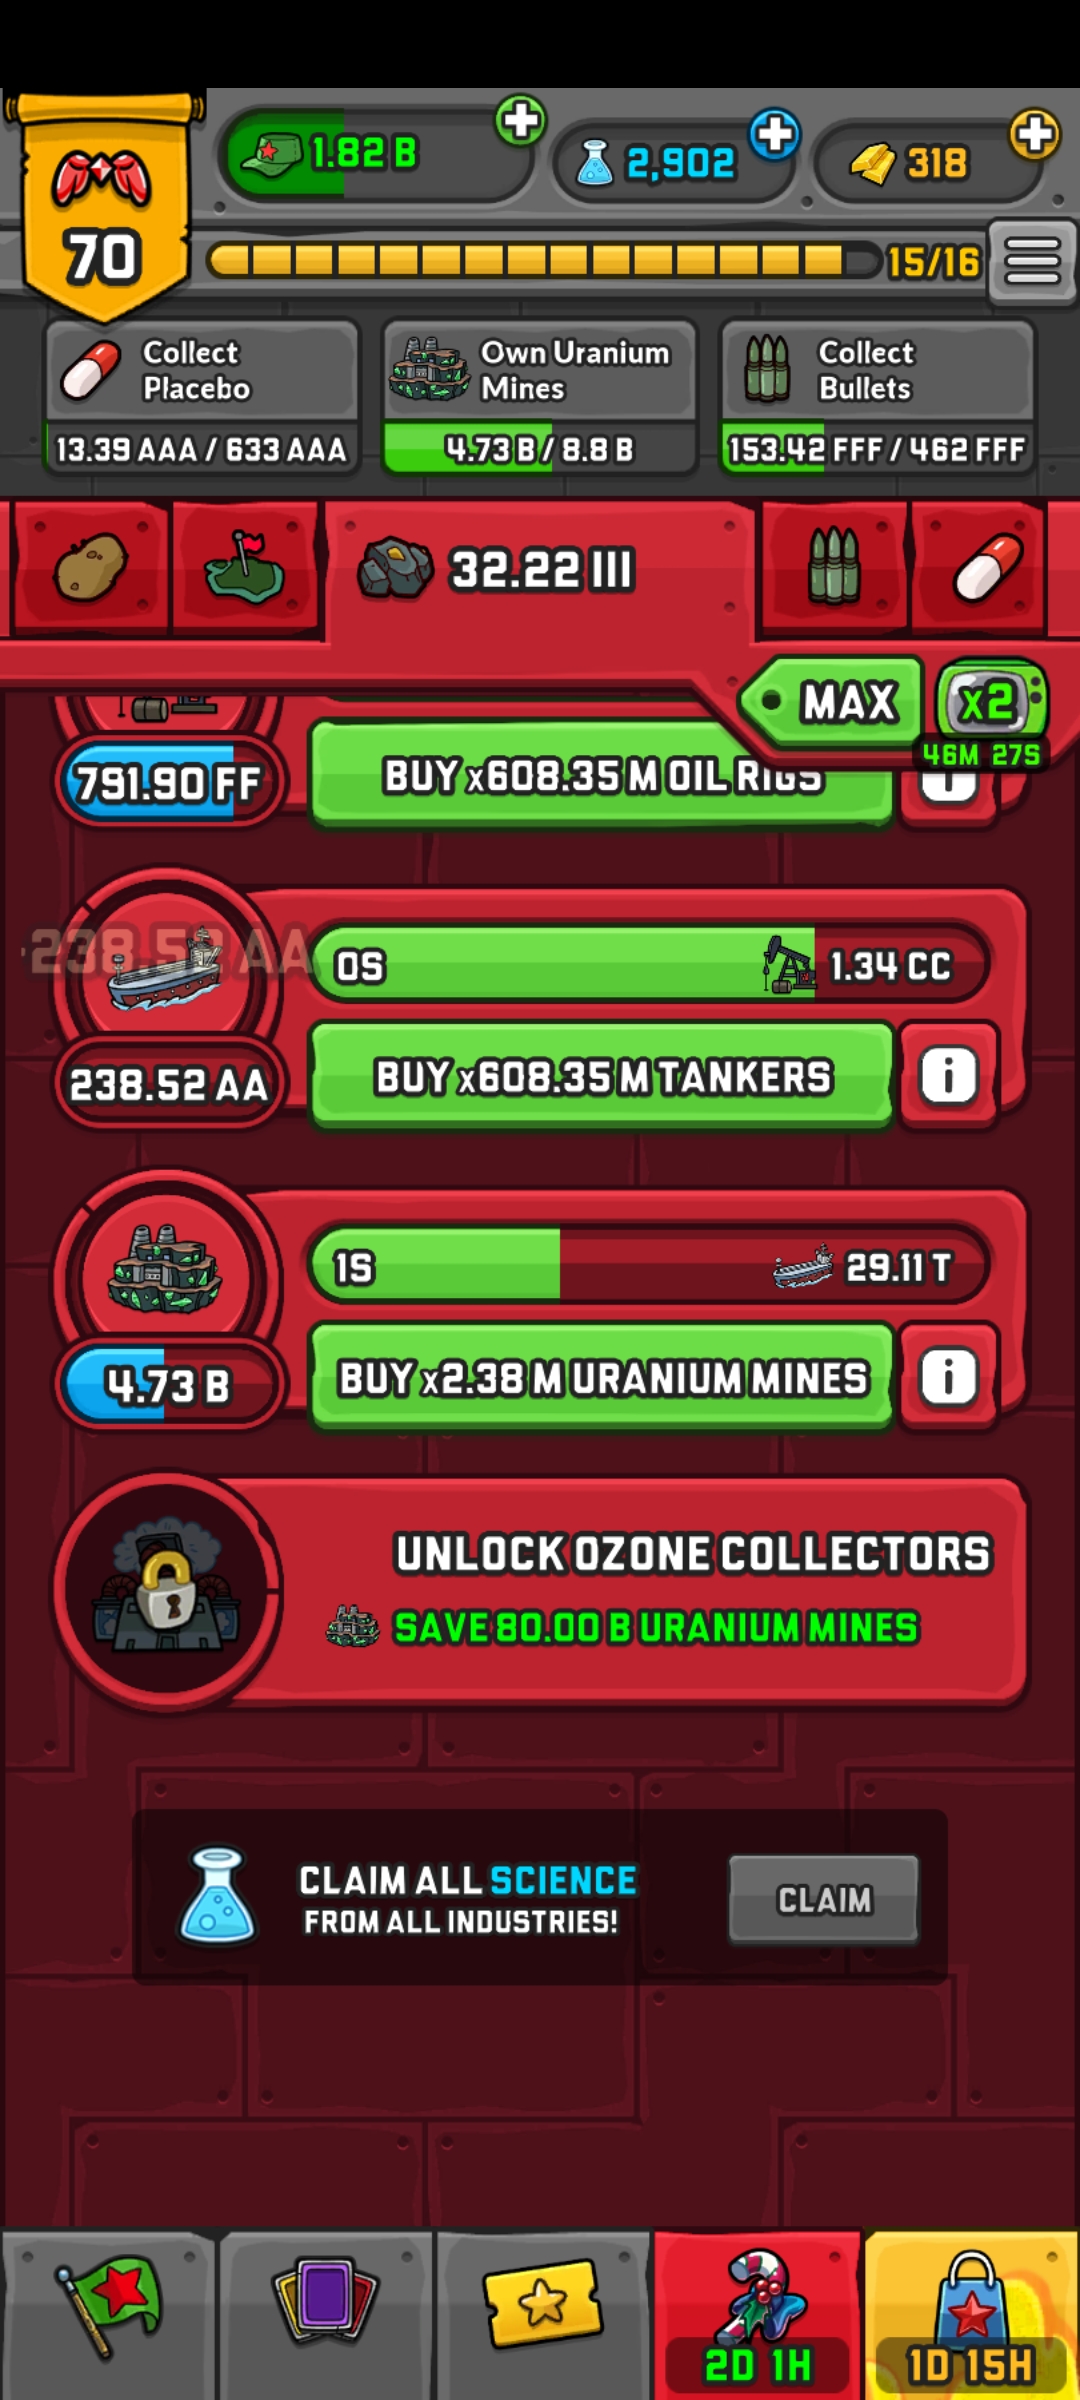 1.82 B
2,902
318
70
15/16
Collect
Placebo
Own Uranium
Mines
Collect
Bullets
13.39 AAA / 633 AAA
4.73 B / 8.8 B
153.42 FFF / 462 FFF
32.22 III
MAX
x2
46M 27S
791.90 FF
BUY x608.35 M OIL RIGS
-238.52 AA
0S
1.34 CC
238.52 AA
BUY x608.35 M TANKERS
i
1S
29.11 T
4.73 B
BUY x2.38 M URANIUM MINES
i
UNLOCK OZONE COLLECTORS
SAVE 80.00 B URANIUM MINES
CLAIM ALL SCIENCE
FROM ALL INDUSTRIES!
CLAIM
2D 1H
1D 15H